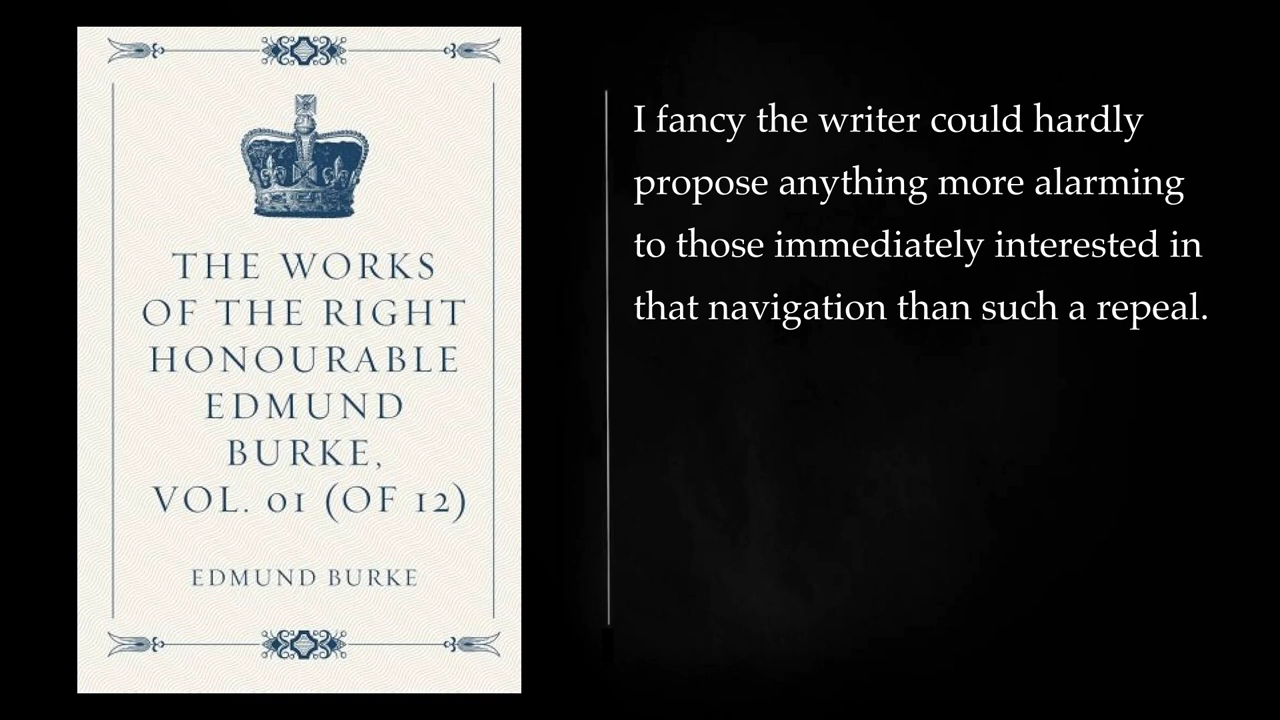 THE WORKS
OF THE RIGHT
HONOURABLE
EDMUND
BURKE,
VOL. 01 (OF 12)
EDMUND BURKE
I fancy the writer could hardly
propose anything more alarming
to those immediately interested in
that navigation than such a repeal.